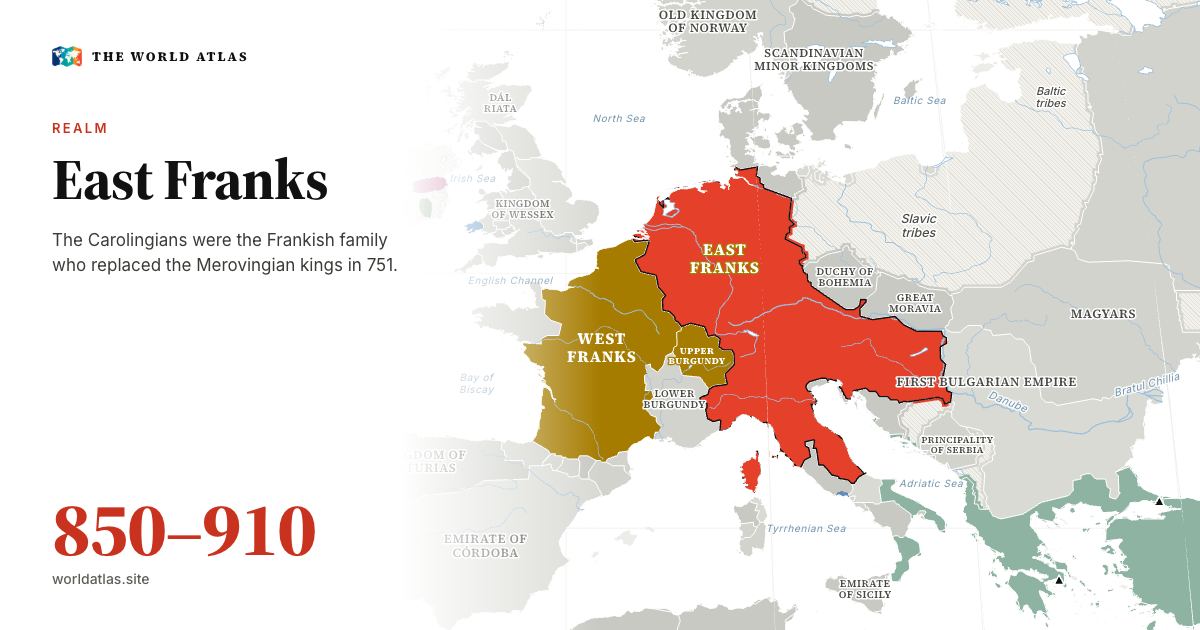 THE WORLD ATLAS
REALM
East Franks
The Carolingians were the Frankish family
who replaced the Merovingian kings in 751.
850–910
worldatlas.site
OLD KINGDOM
OF NORWAY
SCANDINAVIAN
MINOR KINGDOMS
DÁL
RIATA
Baltic
tribes
Baltic Sea
North Sea
Irish Sea
KINGDOM
OF WESSEX
Slavic
tribes
EAST
FRANKS
English Channel
DUCHY OF
BOHEMIA
GREAT
MORAVIA
MAGYARS
WEST
FRANKS
UPPER
BURGUNDY
Bay of
Biscay
LOWER
BURGUNDY
FIRST BULGARIAN EMPIRE
Bratul Chillia
Danube
PRINCIPALITY
OF SERBIA
GDOM OF
TURIAS
Adriatic Sea
Tyrrhenian Sea
EMIRATE OF
CÓRDOBA
EMIRATE
OF SICILY